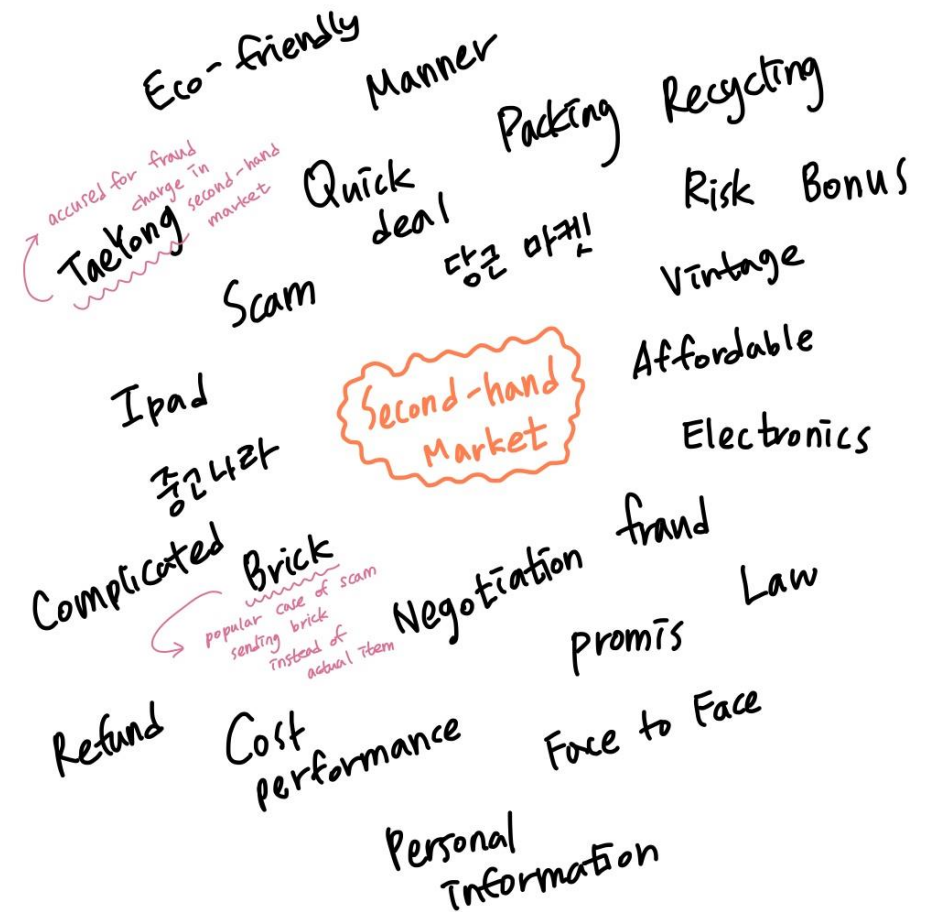 Eco-friendly
Manner
Packing
Recycling
accused for fraud
charge in
second-hand
market
TaeYong
Quick
deal
Risk
Bonus
당근 마켓
Vintage
Scam
Affordable
Second-hand
Market
Ipad
Electronics
중고나라
fraud
Complicated
Brick
popular case of scam
sending brick
instead of
actual item
Negotiation
Law
promis
Refund
Cost
performance
Face to Face
Personal
information